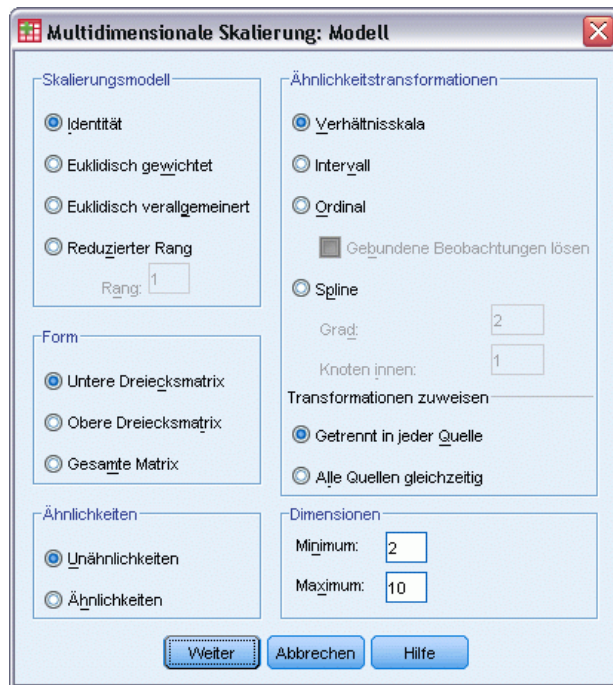 Multidimensionale Skalierung: Modell
Skalierungsmodell
Identität
Euklidisch gewichtet
Euklidisch verallgemeinert
Reduzierter Rang
Rang: 1
Form
Untere Dreiecksmatrix
Obere Dreiecksmatrix
Gesamte Matrix
Ähnlichkeiten
Unähnlichkeiten
Ähnlichkeiten
Ähnlichkeitstransformationen
Verhältnisskala
Intervall
Ordinal
Gebundene Beobachtungen lösen
Spline
Grad: 2
Knoten innen: 1
Transformationen zuweisen
Getrennt in jeder Quelle
Alle Quellen gleichzeitig
Dimensionen
Minimum: 2
Maximum: 10
Weiter Abbrechen Hilfe